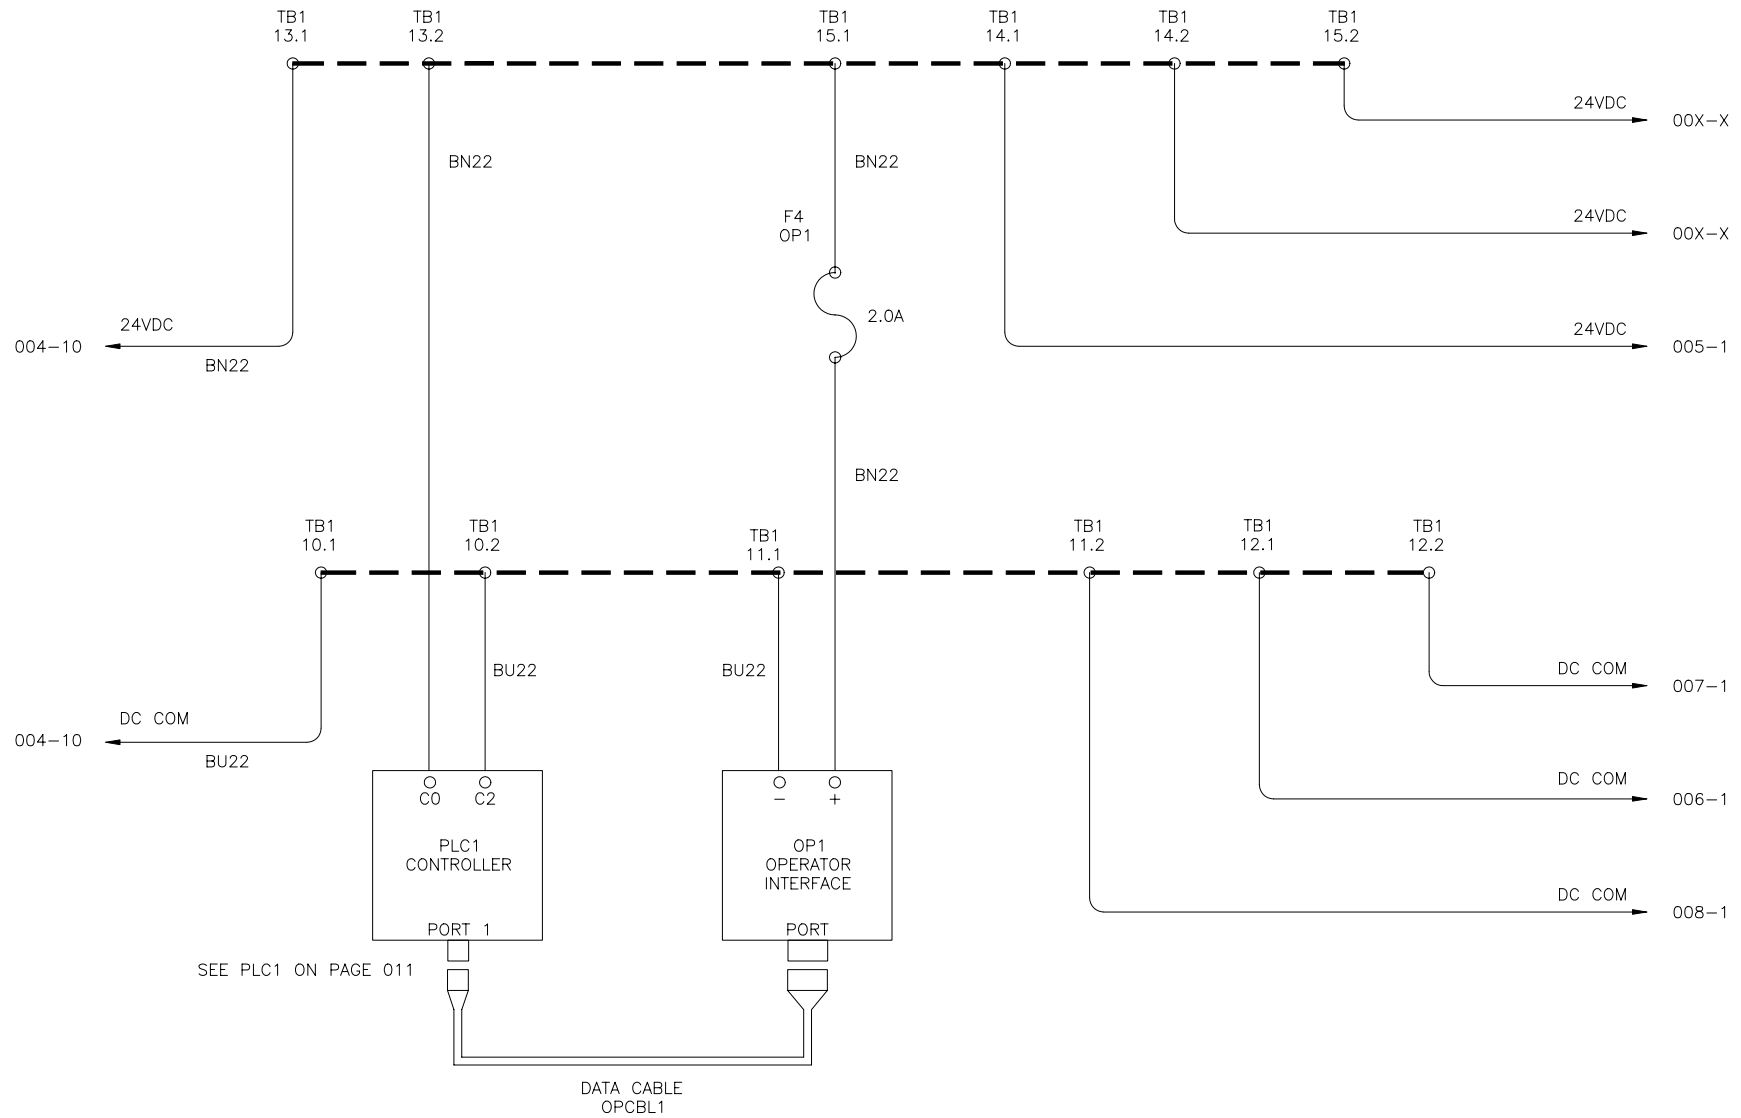 TB1
13.1
TB1
13.2
TB1
15.1
TB1
14.1
TB1
14.2
TB1
15.2
24VDC
00X-X
BN22
BN22
F4
OP1
24VDC
00X-X
2.0A
24VDC
004-10
BN22
24VDC
005-1
BN22
TB1
10.1
TB1
10.2
TB1
11.1
TB1
11.2
TB1
12.1
TB1
12.2
BU22
BU22
DC COM
007-1
DC COM
004-10
BU22
DC COM
006-1
C0
C2
-
+
PLC1
CONTROLLER
OP1
OPERATOR
INTERFACE
DC COM
008-1
PORT 1
PORT
SEE PLC1 ON PAGE 011
DATA CABLE
OPCBL1